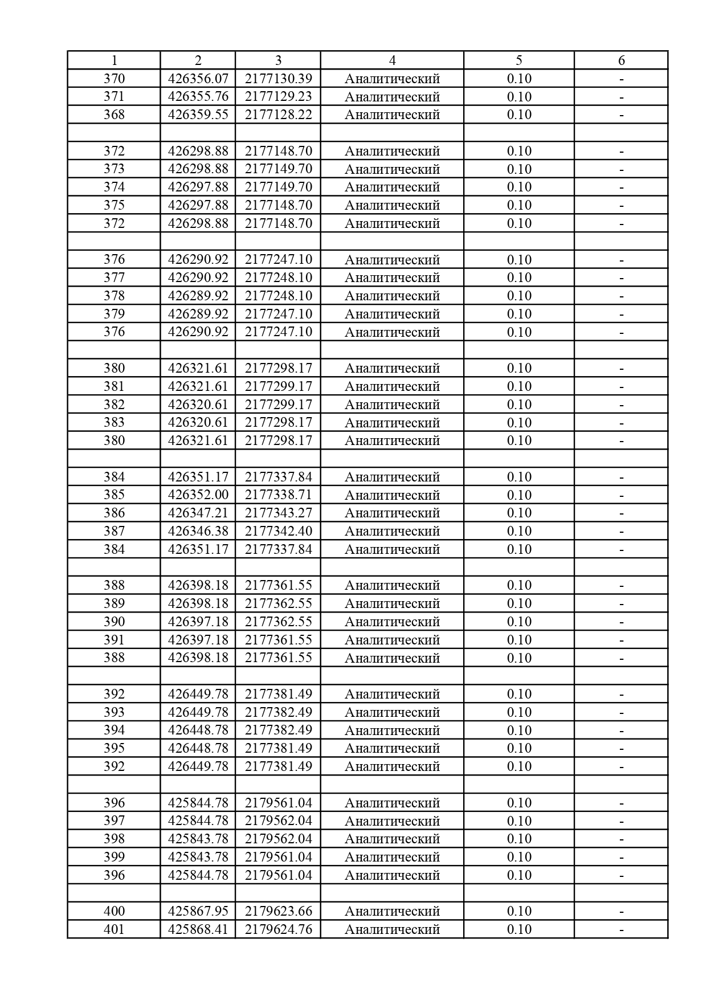 1 2 3 4 5 6
370 426356.07 2177130.39 Аналитический 0.10 -
371 426355.76 2177129.23 Аналитический 0.10 -
368 426359.55 2177128.22 Аналитический 0.10 -
372 426298.88 2177148.70 Аналитический 0.10 -
373 426298.88 2177149.70 Аналитический 0.10 -
374 426297.88 2177149.70 Аналитический 0.10 -
375 426297.88 2177148.70 Аналитический 0.10 -
372 426298.88 2177148.70 Аналитический 0.10 -
376 426290.92 2177247.10 Аналитический 0.10 -
377 426290.92 2177248.10 Аналитический 0.10 -
378 426289.92 2177248.10 Аналитический 0.10 -
379 426289.92 2177247.10 Аналитический 0.10 -
376 426290.92 2177247.10 Аналитический 0.10 -
380 426321.61 2177298.17 Аналитический 0.10 -
381 426321.61 2177299.17 Аналитический 0.10 -
382 426320.61 2177299.17 Аналитический 0.10 -
383 426320.61 2177298.17 Аналитический 0.10 -
380 426321.61 2177298.17 Аналитический 0.10 -
384 426351.17 2177337.84 Аналитический 0.10 -
385 426352.00 2177338.71 Аналитический 0.10 -
386 426347.21 2177343.27 Аналитический 0.10 -
387 426346.38 2177342.40 Аналитический 0.10 -
384 426351.17 2177337.84 Аналитический 0.10 -
388 426398.18 2177361.55 Аналитический 0.10 -
389 426398.18 2177362.55 Аналитический 0.10 -
390 426397.18 2177362.55 Аналитический 0.10 -
391 426397.18 2177361.55 Аналитический 0.10 -
388 426398.18 2177361.55 Аналитический 0.10 -
392 426449.78 2177381.49 Аналитический 0.10 -
393 426449.78 2177382.49 Аналитический 0.10 -
394 426448.78 2177382.49 Аналитический 0.10 -
395 426448.78 2177381.49 Аналитический 0.10 -
392 426449.78 2177381.49 Аналитический 0.10 -
396 425844.78 2179561.04 Аналитический 0.10 -
397 425844.78 2179562.04 Аналитический 0.10 -
398 425843.78 2179562.04 Аналитический 0.10 -
399 425843.78 2179561.04 Аналитический 0.10 -
396 425844.78 2179561.04 Аналитический 0.10 -
400 425867.95 2179623.66 Аналитический 0.10 -
401 425868.41 2179624.76 Аналитический 0.10 -